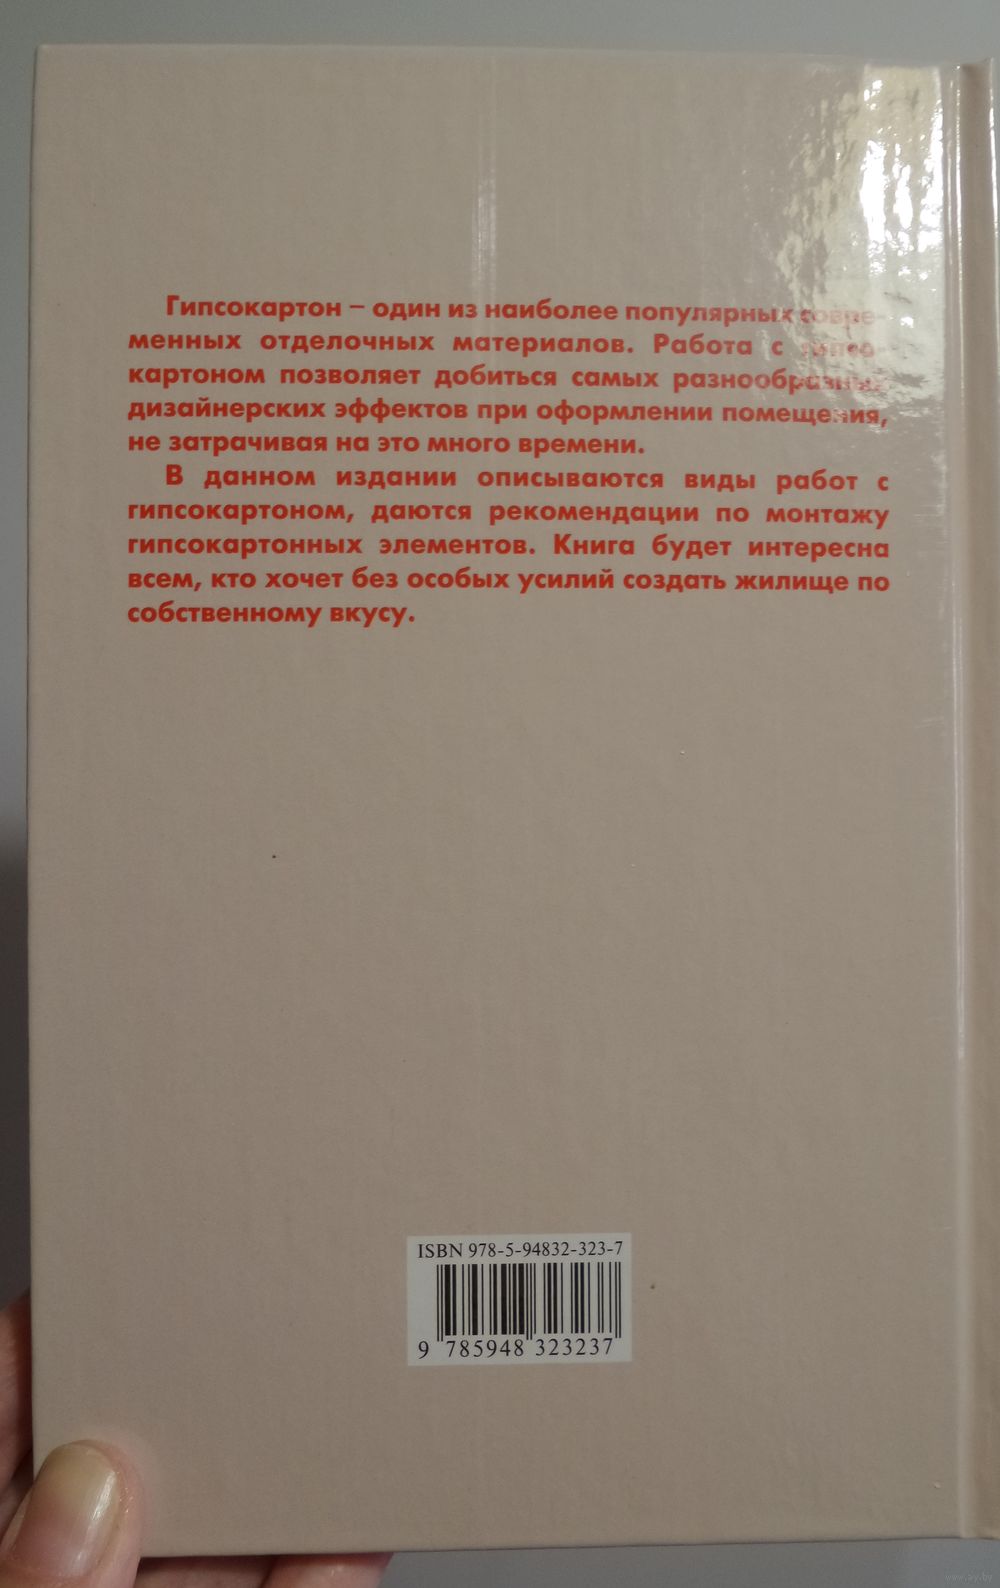 Гипсокартон – один из наиболее популярных совре-
менных отделочных материалов. Работа с гипсо-
картоном позволяет добиться самых разнообразных
дизайнерских эффектов при оформлении помещения,
не затрачивая на это много времени.
В данном издании описываются виды работ с
гипсокартоном, даются рекомендации по монтажу
гипсокартонных элементов. Книга будет интересна
всем, кто хочет без особых усилий создать жилище по
собственному вкусу.
ISBN 978-5-94832-323-7
9 785948 323237
www.ay.by